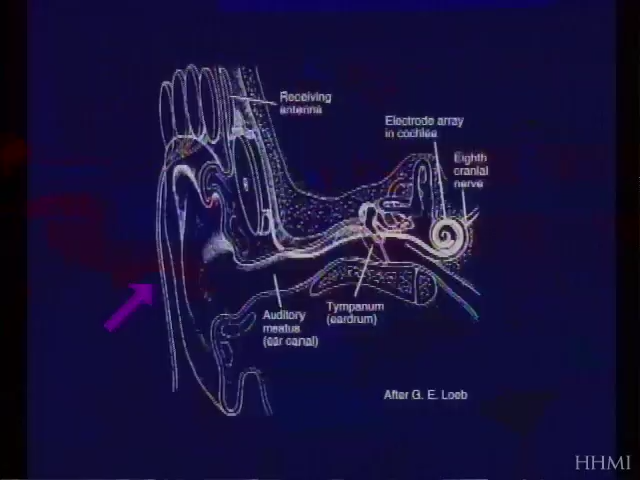 Receiving
antenna
Electrode array
in cochlea
Eighth
cranial
nerve
Auditory
meatus
(ear canal)
Tympanum
(eardrum)
After G. E. Loeb
HHMI